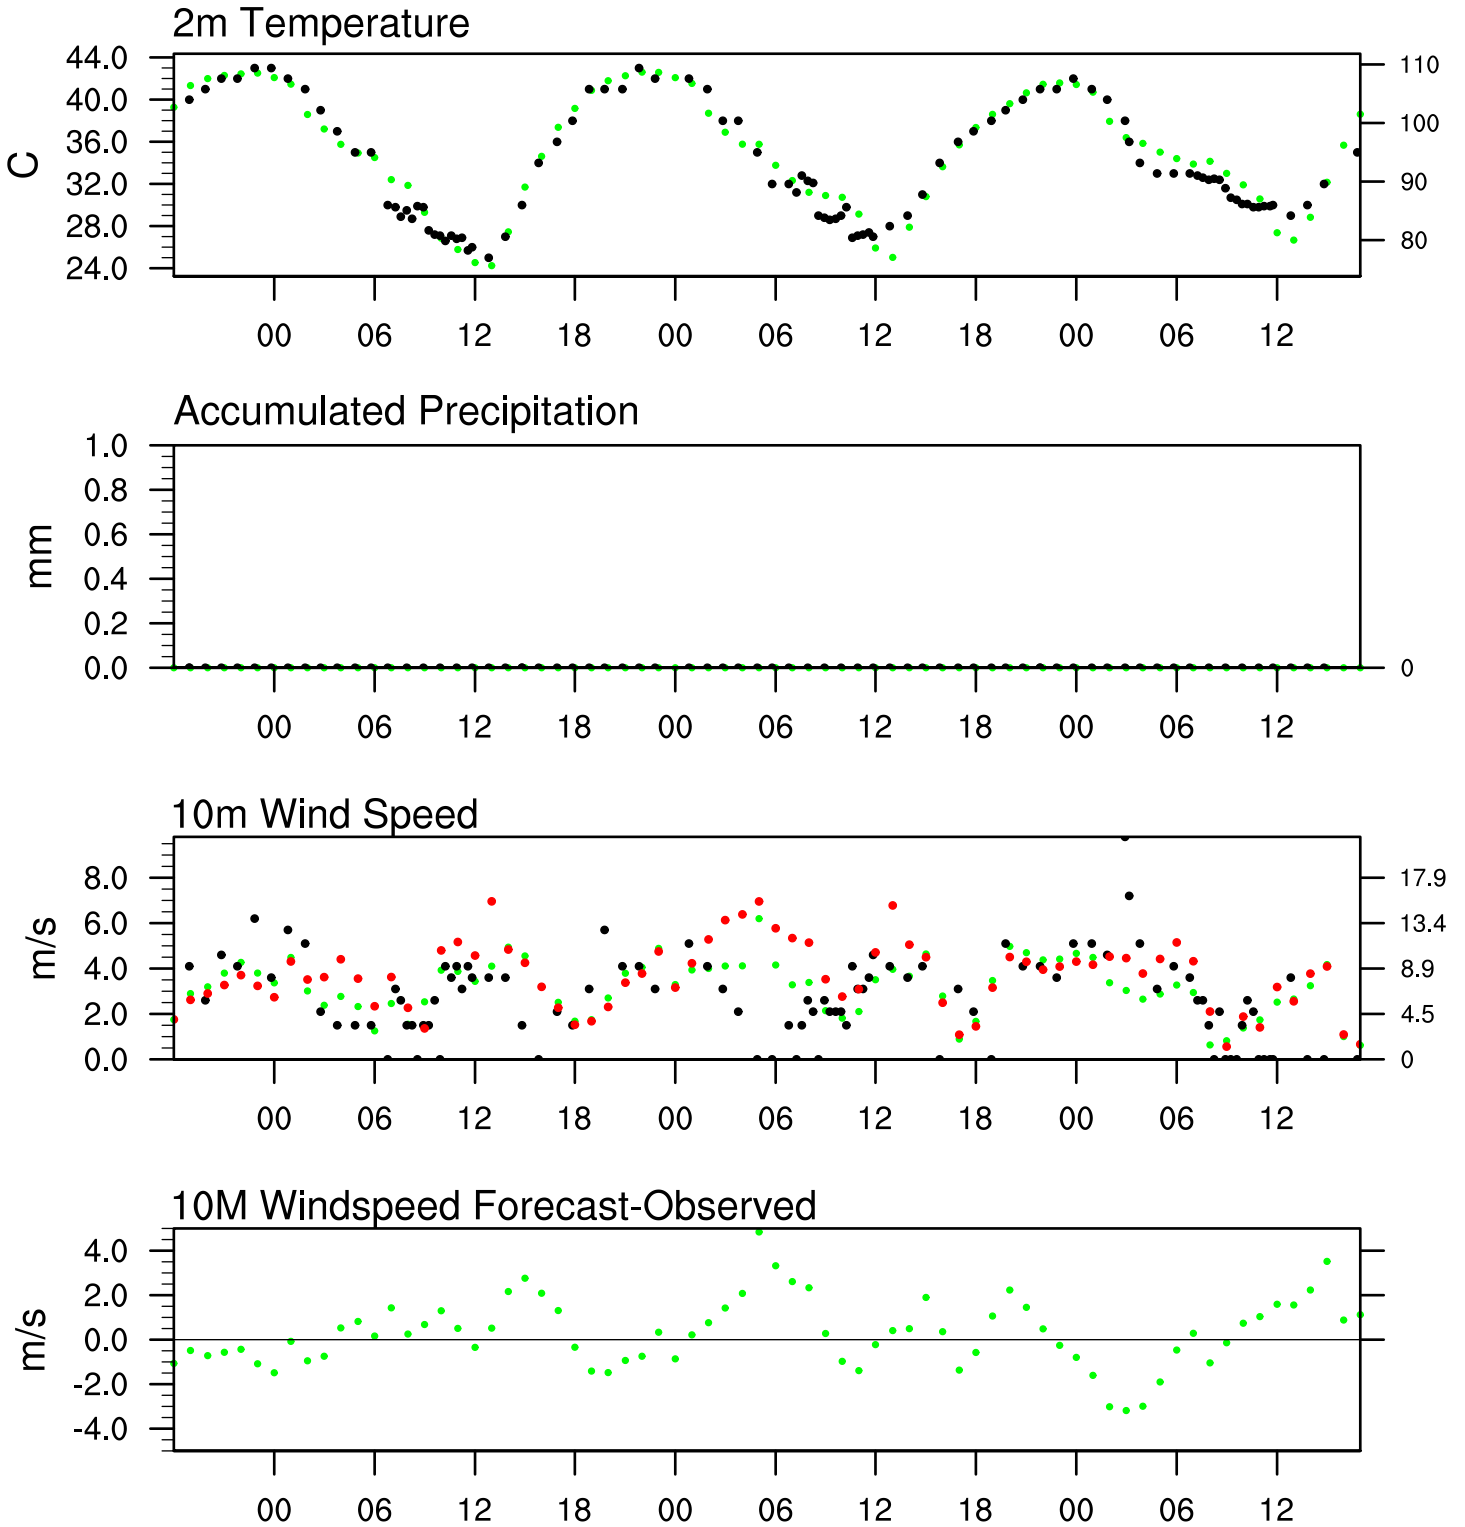 2m Temperature
44.0
40.0
36.0
32.0
28.0
24.0
C
110
100
90
80
00 06 12 18 00 06 12 18 00 06 12
Accumulated Precipitation
1.0
0.8
0.6
0.4
0.2
0.0
mm
0
00 06 12 18 00 06 12 18 00 06 12
10m Wind Speed
8.0
6.0
4.0
2.0
0.0
m/s
17.9
13.4
8.9
4.5
0
00 06 12 18 00 06 12 18 00 06 12
10M Windspeed Forecast-Observed
4.0
2.0
0.0
-2.0
-4.0
m/s
00 06 12 18 00 06 12 18 00 06 12